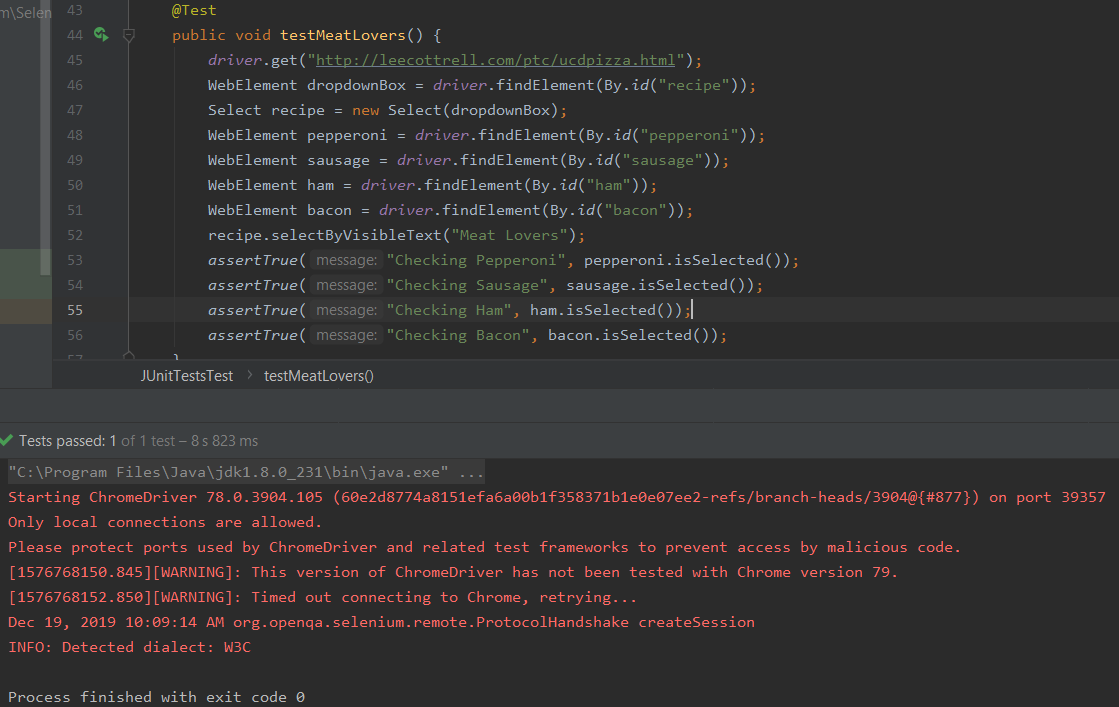 m\Selen
43 @Test
44 public void testMeatLovers() {
45 driver.get("http://leecottrell.com/ptc/ucdpizza.html");
46 WebElement dropdownBox = driver.findElement(By.id("recipe"));
47 Select recipe = new Select(dropdownBox);
48 WebElement pepperoni = driver.findElement(By.id("pepperoni"));
49 WebElement sausage = driver.findElement(By.id("sausage"));
50 WebElement ham = driver.findElement(By.id("ham"));
51 WebElement bacon = driver.findElement(By.id("bacon"));
52 recipe.selectByVisibleText("Meat Lovers");
53 assertTrue( message: "Checking Pepperoni", pepperoni.isSelected());
54 assertTrue( message: "Checking Sausage", sausage.isSelected());
55 assertTrue( message: "Checking Ham", ham.isSelected());
56 assertTrue( message: "Checking Bacon", bacon.isSelected());
57 }
JUnitTestsTest > testMeatLovers()
Tests passed: 1 of 1 test – 8 s 823 ms
"C:\Program Files\Java\jdk1.8.0_231\bin\java.exe" ...
Starting ChromeDriver 78.0.3904.105 (60e2d8774a8151efa6a00b1f358371b1e0e07ee2-refs/branch-heads/3904@{#877}) on port 39357
Only local connections are allowed.
Please protect ports used by ChromeDriver and related test frameworks to prevent access by malicious code.
[1576768150.845][WARNING]: This version of ChromeDriver has not been tested with Chrome version 79.
[1576768152.850][WARNING]: Timed out connecting to Chrome, retrying...
Dec 19, 2019 10:09:14 AM org.openqa.selenium.remote.ProtocolHandshake createSession
INFO: Detected dialect: W3C
Process finished with exit code 0